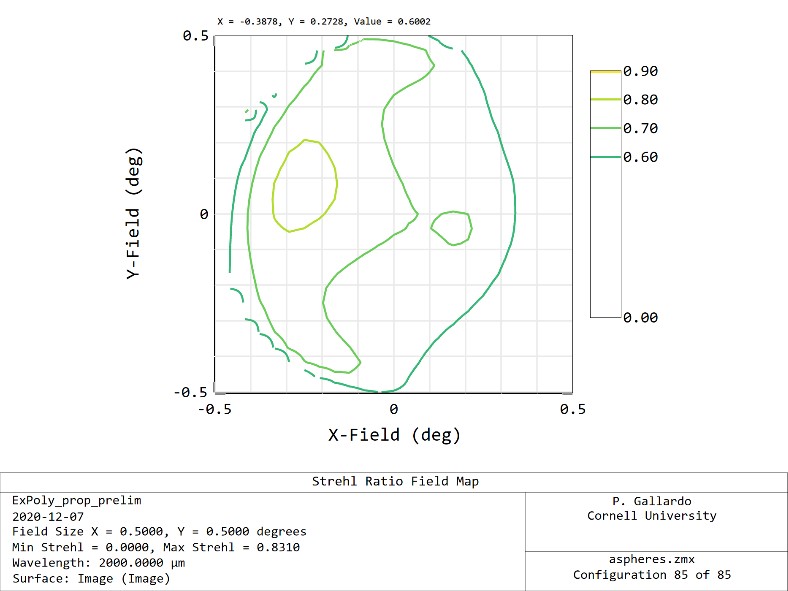 X = -0.3878, Y = 0.2728, Value = 0.6002
0.5
0
-0.5
Y-Field (deg)
-0.5 0 0.5
X-Field (deg)
0.90
0.80
0.70
0.60
0.00
Strehl Ratio Field Map
ExPoly_prop_prelim
2020-12-07
Field Size X = 0.5000, Y = 0.5000 degrees
Min Strehl = 0.0000, Max Strehl = 0.8310
Wavelength: 2000.0000 µm
Surface: Image (Image)
P. Gallardo
Cornell University
aspheres.zmx
Configuration 85 of 85